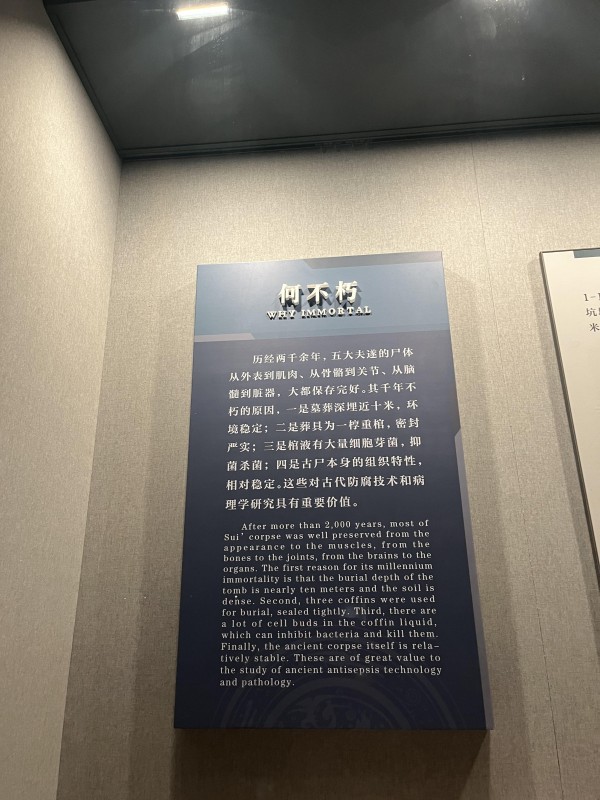 何不朽
WHY IMMORTAL
历经两千余年，五大夫遂的尸体
从外表到肌肉、从骨骼到关节、从脑
髓到脏器，大都保存完好。其千年不
朽的原因，一是墓葬深埋近十米，环
境稳定；二是葬具为一椁重棺，密封
严实；三是棺液有大量细胞芽菌，抑
菌杀菌；四是古尸本身的组织特性，
相对稳定。这些对古代防腐技术和病
理学研究具有重要价值。
After more than 2,000 years, most of
Sui’ corpse was well preserved from the
appearance to the muscles, from the
bones to the joints, from the brains to the
organs. The first reason for its millennium
immortality is that the burial depth of the
tomb is nearly ten meters and the soil is
dense. Second, three coffins were used
for burial, sealed tightly. Third, there are
a lot of cell buds in the coffin liquid,
which can inhibit bacteria and kill them.
Finally, the ancient corpse itself is rela-
tively stable. These are of great value to
the study of ancient antisepsis technology
and pathology.
1-
坑
米